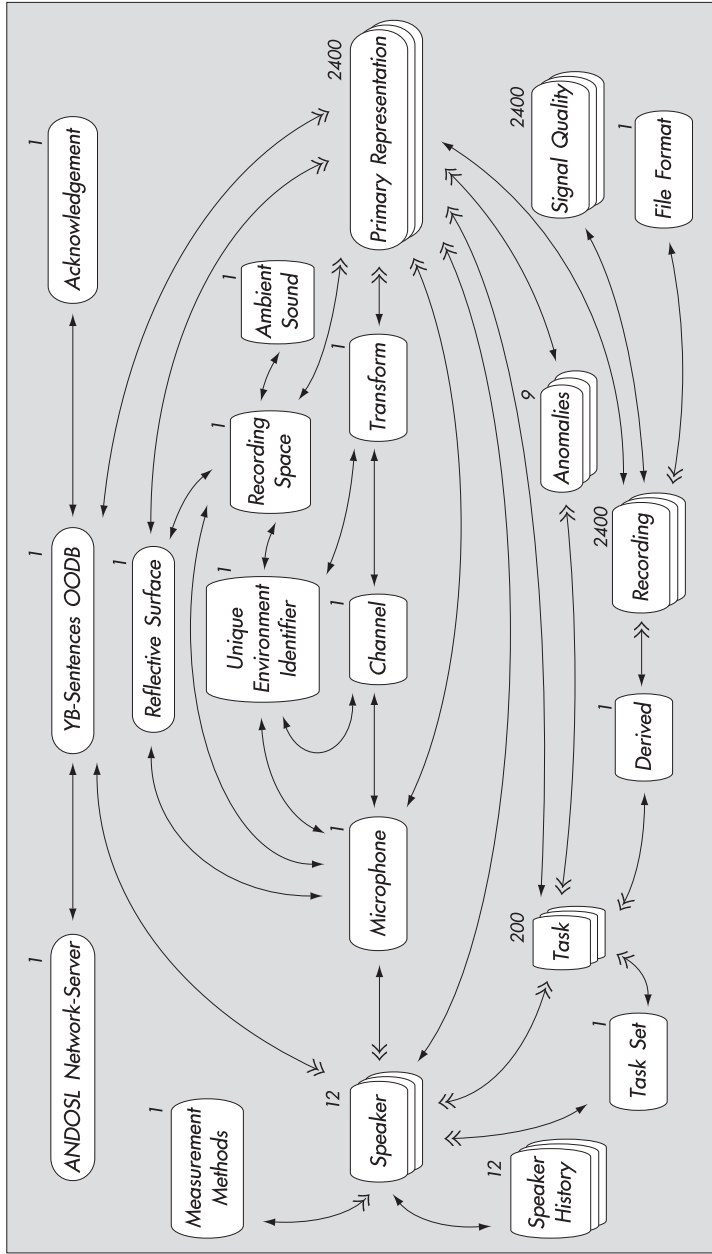 1
ANDOSL Network-Server
1
YB-Sentences OODB
1
Acknowledgement
1
Measurement
Methods
1
Reflective Surface
1
Unique
Environment
Identifier
1
Recording
Space
1
Ambient
Sound
12
Speaker
1
Microphone
1
Channel
1
Transform
2400
Primary Representation
12
Speaker
History
1
Task Set
200
Task
1
Derived
9
Anomalies
2400
Recording
2400
Signal Quality
1
File Format